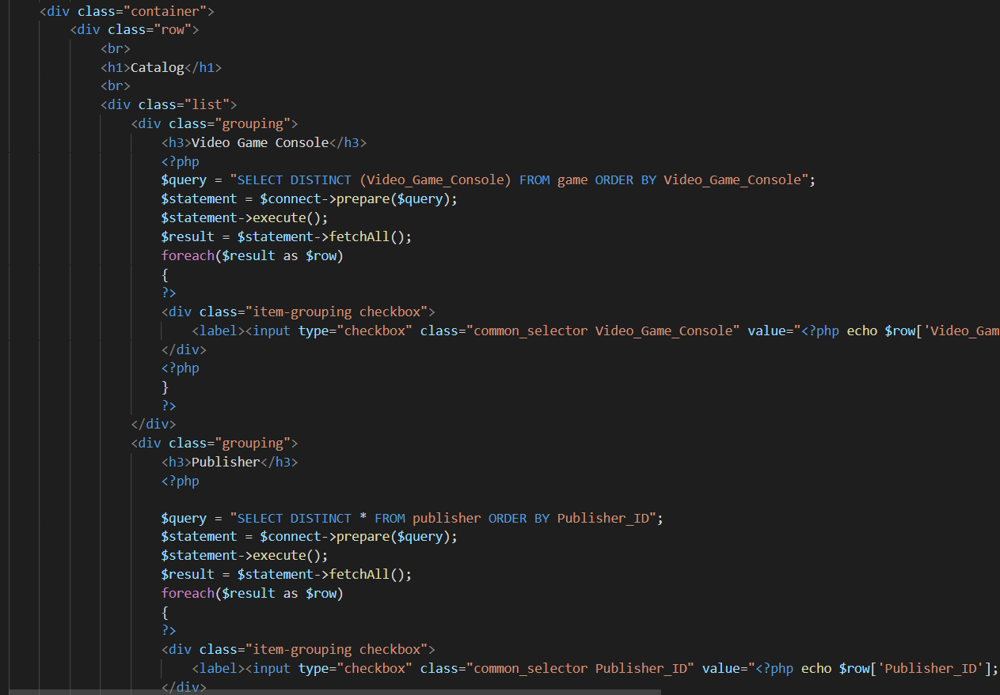 <div class="container">
<div class="row">
<br>
<h1>Catalog</h1>
<br>
<div class="list">
<div class="grouping">
<h3>Video Game Console</h3>
<?php
$query = "SELECT DISTINCT (Video_Game_Console) FROM game ORDER BY Video_Game_Console";
$statement = $connect->prepare($query);
$statement->execute();
$result = $statement->fetchAll();
foreach($result as $row)
{
?>
<div class="item-grouping checkbox">
<label><input type="checkbox" class="common_selector Video_Game_Console" value="<?php echo $row['Video_Gam
</div>
<?php
}
?>
</div>
<div class="grouping">
<h3>Publisher</h3>
<?php
$query = "SELECT DISTINCT * FROM publisher ORDER BY Publisher_ID";
$statement = $connect->prepare($query);
$statement->execute();
$result = $statement->fetchAll();
foreach($result as $row)
{
?>
<div class="item-grouping checkbox">
<label><input type="checkbox" class="common_selector Publisher_ID" value="<?php echo $row['Publisher_ID'];
</div>